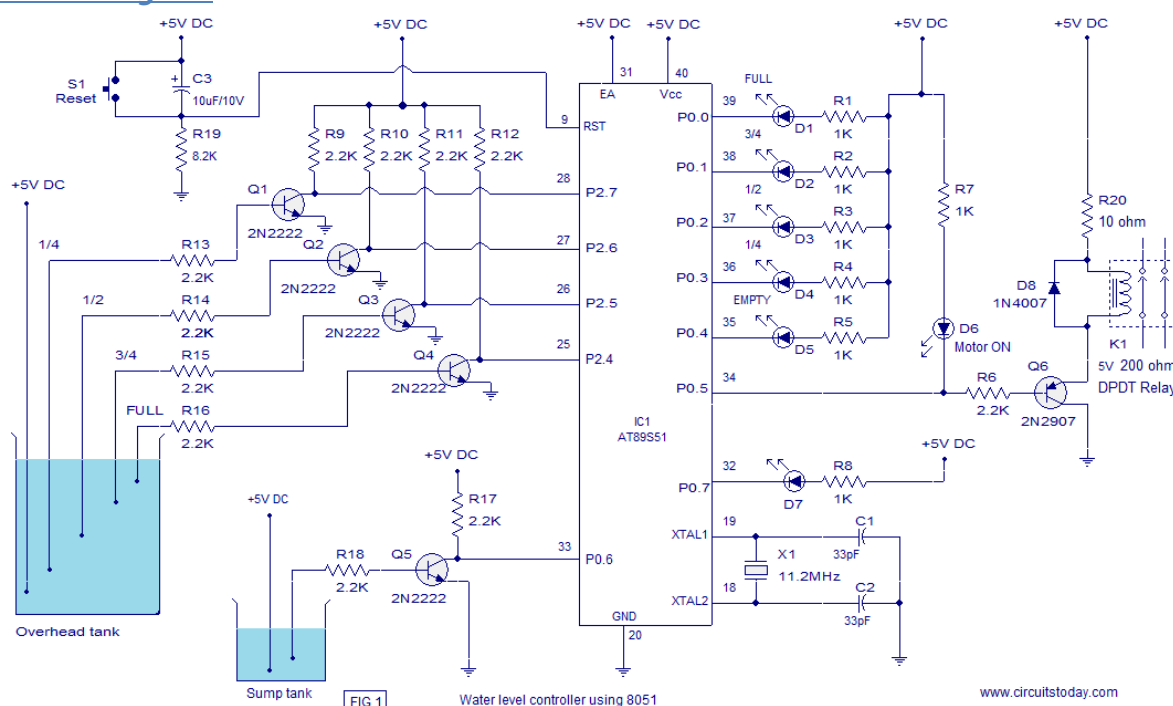 +5V DC
+5V DC
+5V DC
+5V DC
+5V DC
+5V DC
S1
Reset
+
C3
10uF/10V
R19
8.2K
31
EA
40
Vcc
9
RST
R9
2.2K
R10
2.2K
R11
2.2K
R12
2.2K
FULL
39
P0.0
D1
R1
1K
3/4
38
P0.1
D2
R2
1K
1/2
37
P0.2
D3
R3
1K
1/4
36
P0.3
D4
R4
1K
EMPTY
35
P0.4
D5
R5
1K
34
P0.5
R7
1K
D6
Motor ON
R6
2.2K
Q6
2N2907
R20
10 ohm
D8
1N4007
K1
5V 200 ohm
DPDT Relay
+5V DC
Q1
2N2222
28
P2.7
Q2
2N2222
27
P2.6
Q3
2N2222
26
P2.5
Q4
2N2222
25
P2.4
1/4
R13
2.2K
1/2
R14
2.2K
3/4
R15
2.2K
FULL
R16
2.2K
Overhead tank
IC1
AT89S51
+5V DC
R17
2.2K
+5V DC
R18
2.2K
Q5
2N2222
33
P0.6
Sump tank
+5V DC
32
P0.7
D7
R8
1K
19
XTAL1
C1
33pF
X1
11.2MHz
18
XTAL2
C2
33pF
GND
20
FIG 1
Water level controller using 8051
www.circuitstoday.com